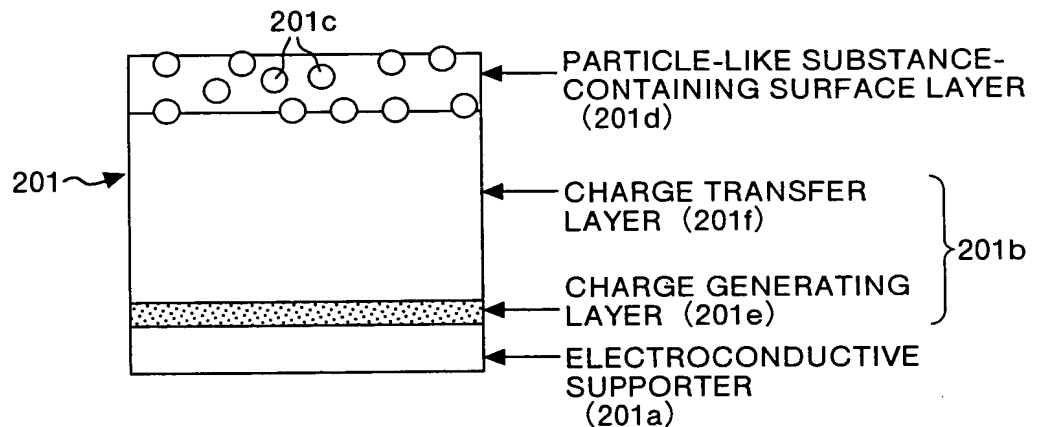 201c
PARTICLE-LIKE SUBSTANCE-
CONTAINING SURFACE LAYER
(201d)
201
CHARGE TRANSFER
LAYER (201f)
201b
CHARGE GENERATING
LAYER (201e)
ELECTROCONDUCTIVE
SUPPORTER
(201a)